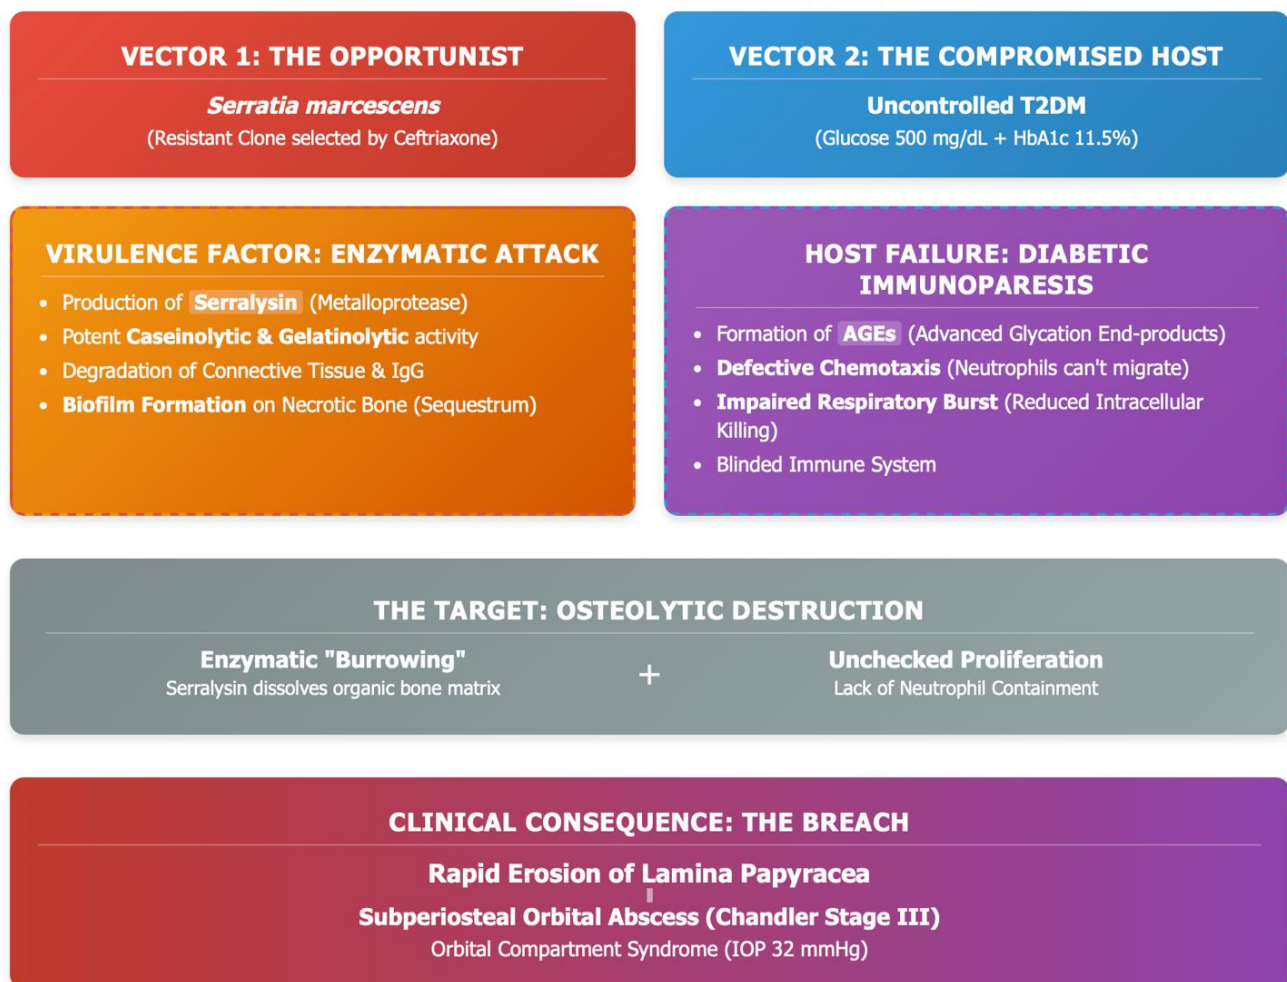 VECTOR 1: THE OPPORTUNIST
Serratia marcescens
(Resistant Clone selected by Ceftriaxone)
VECTOR 2: THE COMPROMISED HOST
Uncontrolled T2DM
(Glucose 500 mg/dL + HbA1c 11.5%)
VIRULENCE FACTOR: ENZYMATIC ATTACK
• Production of Serralysin (Metalloprotease)
• Potent Caseinolytic & Gelatinolytic activity
• Degradation of Connective Tissue & IgG
• Biofilm Formation on Necrotic Bone (Sequestrum)
HOST FAILURE: DIABETIC
IMMUNOPARESIS
• Formation of AGEs (Advanced Glycation End-products)
• Defective Chemotaxis (Neutrophils can't migrate)
• Impaired Respiratory Burst (Reduced Intracellular
Killing)
• Blinded Immune System
THE TARGET: OSTEOLYTIC DESTRUCTION
Enzymatic "Burrowing"
Serralysin dissolves organic bone matrix
+
Unchecked Proliferation
Lack of Neutrophil Containment
CLINICAL CONSEQUENCE: THE BREACH
Rapid Erosion of Lamina Papyracea
Subperiosteal Orbital Abscess (Chandler Stage III)
Orbital Compartment Syndrome (IOP 32 mmHg)